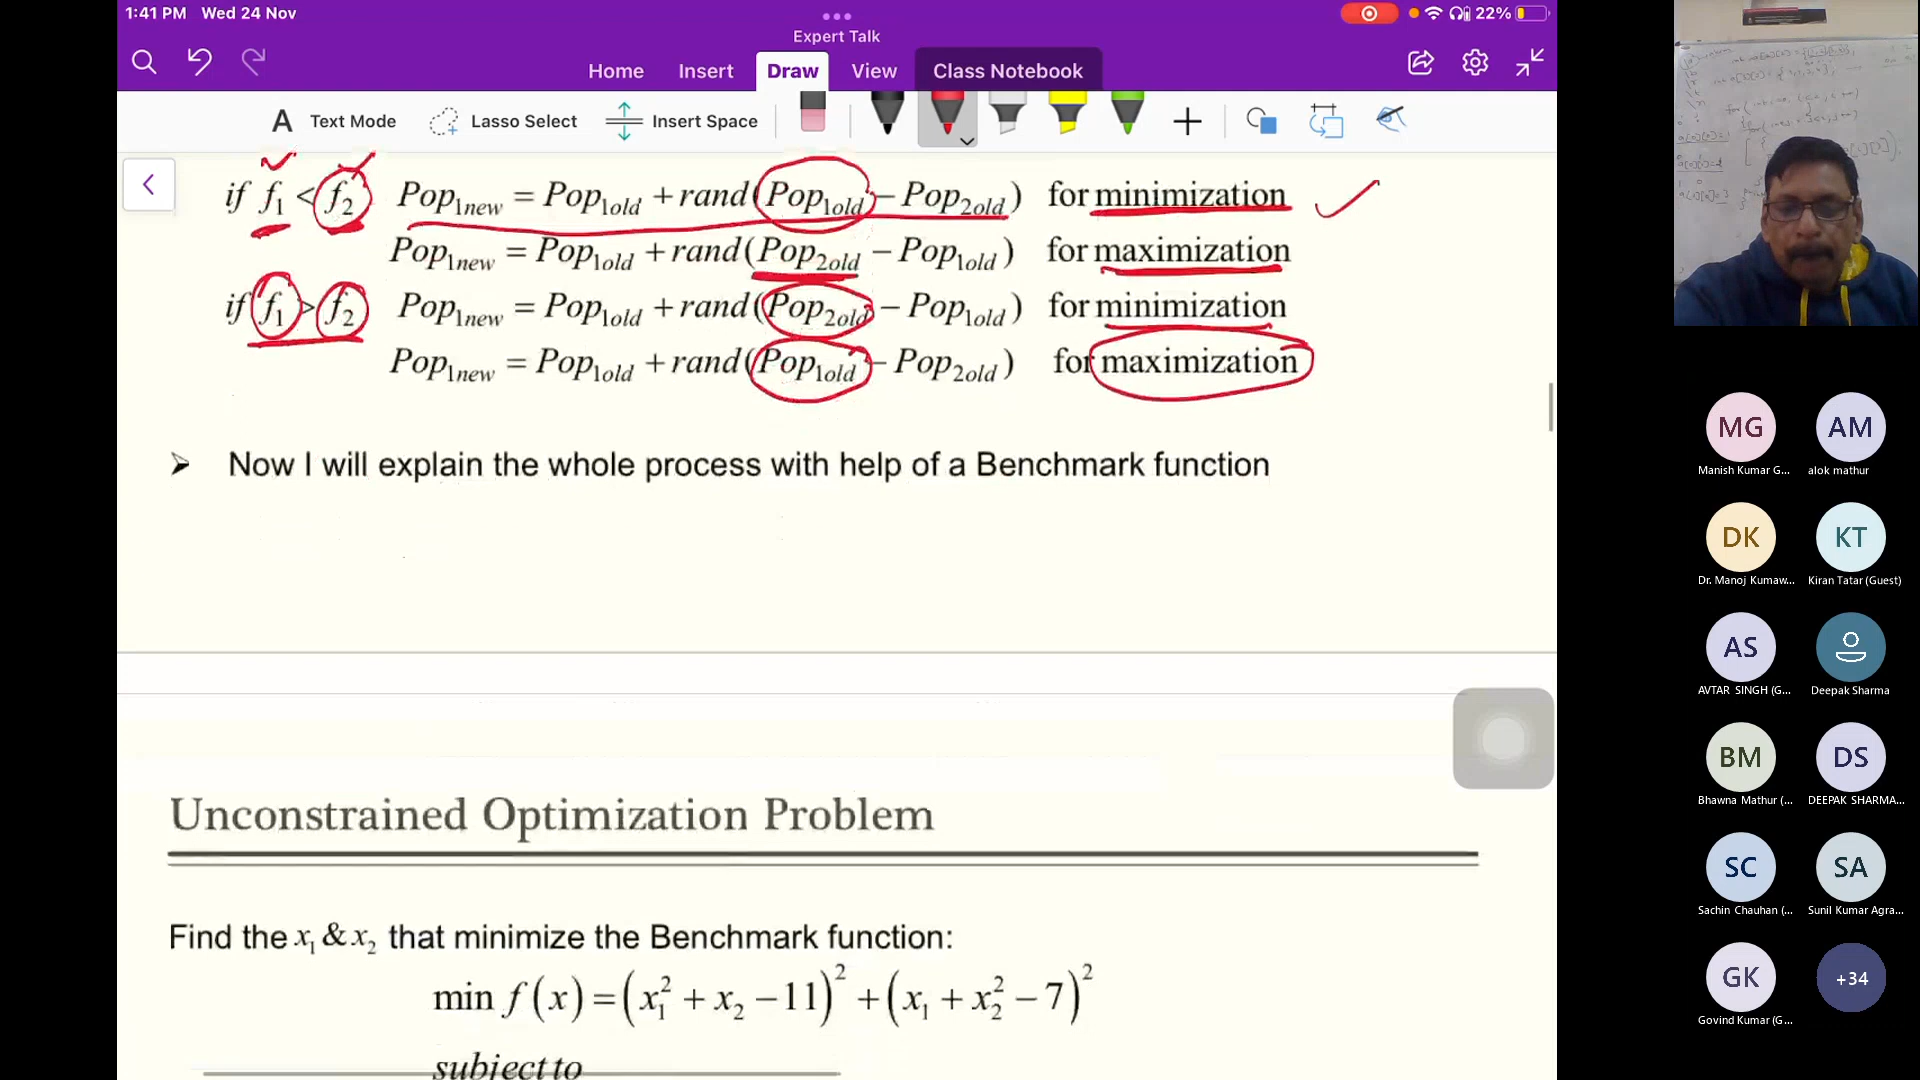 1:41 PM Wed 24 Nov
22%
Expert Talk
Home Insert Draw View Class Notebook
A Text Mode Lasso Select Insert Space
if f₁ < f₂ Pop₁new = Pop₁old + rand(Pop₁old − Pop₂old) for minimization
Pop₁new = Pop₁old + rand(Pop₂old − Pop₁old) for maximization
if f₁ > f₂ Pop₁new = Pop₁old + rand(Pop₂old − Pop₁old) for minimization
Pop₁new = Pop₁old + rand(Pop₁old − Pop₂old) for maximization
➢ Now I will explain the whole process with help of a Benchmark function
Unconstrained Optimization Problem
Find the x₁ & x₂ that minimize the Benchmark function:
min f(x) = (x₁² + x₂ − 11)² + (x₁ + x₂² − 7)²
subject to
MG AM
Manish Kumar G... alok mathur
DK KT
Dr. Manoj Kumaw... Kiran Tatar (Guest)
AS
AVTAR SINGH (G... Deepak Sharma
BM DS
Bhawna Mathur (... DEEPAK SHARMA...
SC SA
Sachin Chauhan (... Sunil Kumar Agra...
GK +34
Govind Kumar (G...